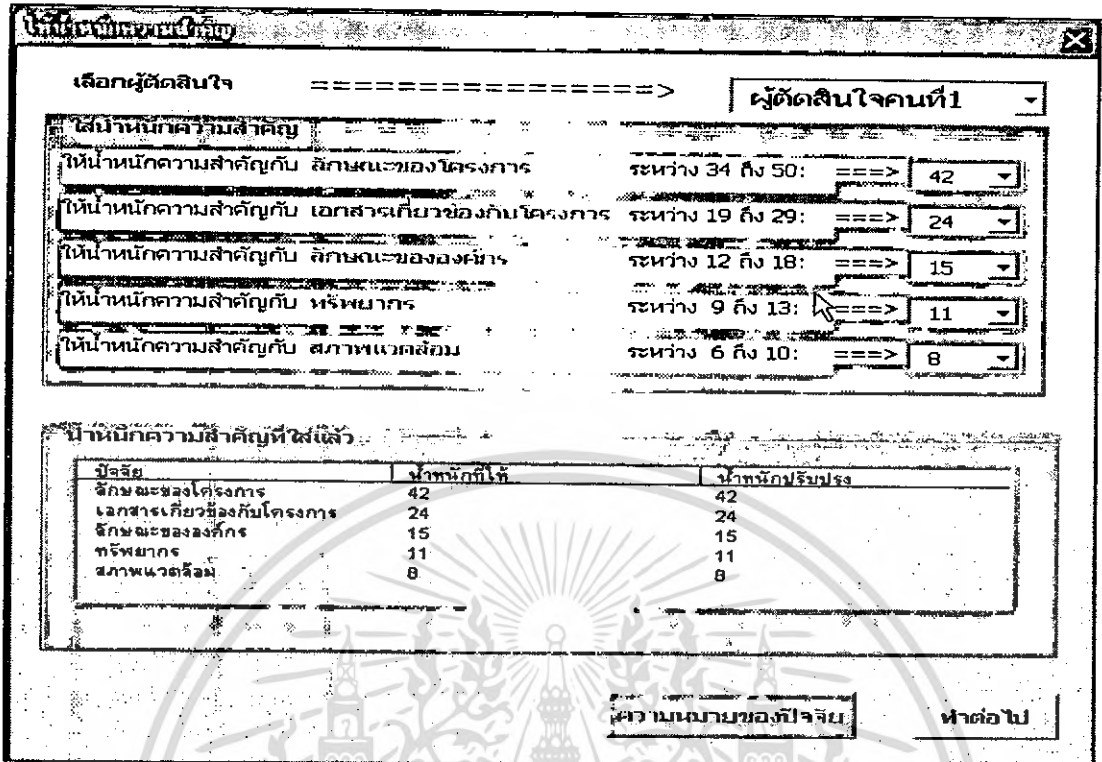 ให้น้ำหนักความสำคัญ
เลือกผู้ตัดสินใจ ================> ผู้ตัดสินใจคนที่1
ใส่น้ำหนักความสำคัญ
ให้น้ำหนักความสำคัญกับ ลักษณะของโครงการ ระหว่าง 34 ถึง 50: ===> 42
ให้น้ำหนักความสำคัญกับ เอกสารเกี่ยวข้องกับโครงการ ระหว่าง 19 ถึง 29: ===> 24
ให้น้ำหนักความสำคัญกับ ลักษณะขององค์กร ระหว่าง 12 ถึง 18: ===> 15
ให้น้ำหนักความสำคัญกับ ทรัพยากร ระหว่าง 9 ถึง 13: ===> 11
ให้น้ำหนักความสำคัญกับ สภาพแวดล้อม ระหว่าง 6 ถึง 10: ===> 8
น้ำหนักความสำคัญที่ใส่แล้ว
ปัจจัย น้ำหนักที่ให้ น้ำหนักปรับปรุง
ลักษณะของโครงการ 42 42
เอกสารเกี่ยวข้องกับโครงการ 24 24
ลักษณะขององค์กร 15 15
ทรัพยากร 11 11
สภาพแวดล้อม 8 8
ความหมายของปัจจัย ทำต่อไป